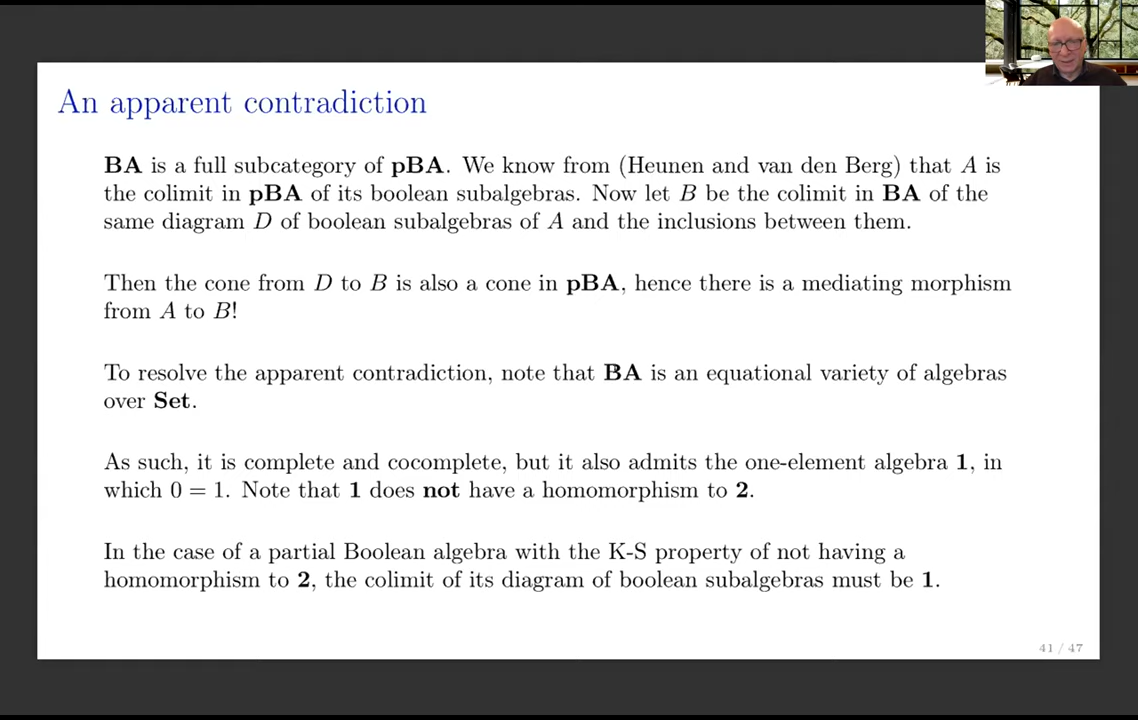 An apparent contradiction
BA is a full subcategory of pBA. We know from (Heunen and van den Berg) that A is
the colimit in pBA of its boolean subalgebras. Now let B be the colimit in BA of the
same diagram D of boolean subalgebras of A and the inclusions between them.
Then the cone from D to B is also a cone in pBA, hence there is a mediating morphism
from A to B!
To resolve the apparent contradiction, note that BA is an equational variety of algebras
over Set.
As such, it is complete and cocomplete, but it also admits the one-element algebra 1, in
which 0 = 1. Note that 1 does not have a homomorphism to 2.
In the case of a partial Boolean algebra with the K-S property of not having a
homomorphism to 2, the colimit of its diagram of boolean subalgebras must be 1.
41 / 47